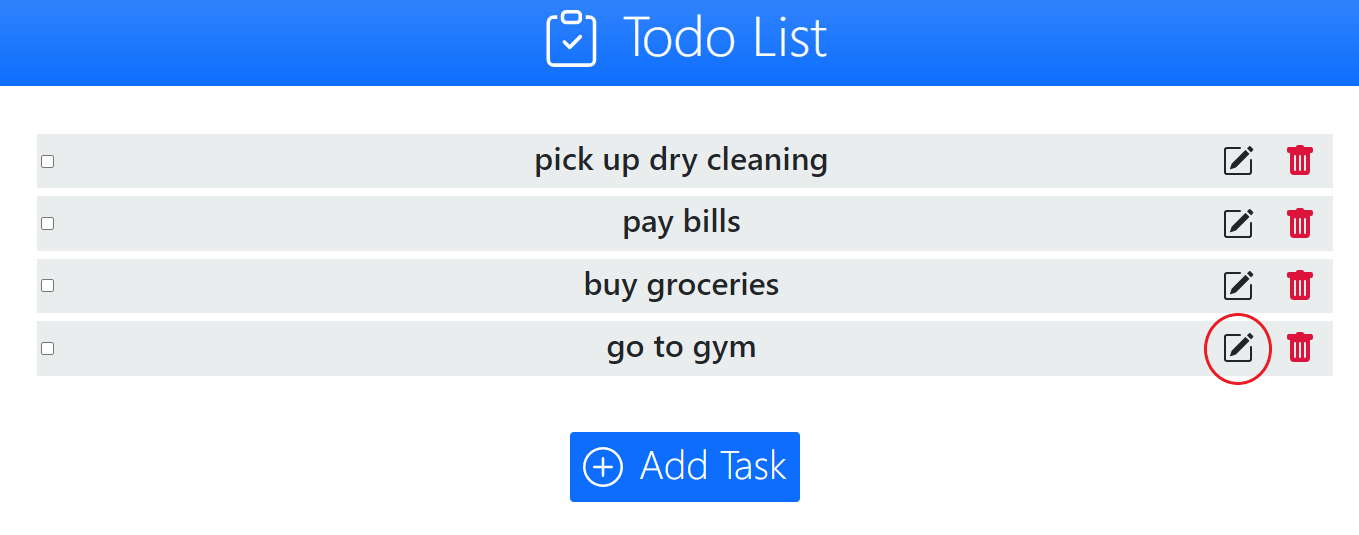 Todo List
pick up dry cleaning
pay bills
buy groceries
go to gym
Add Task